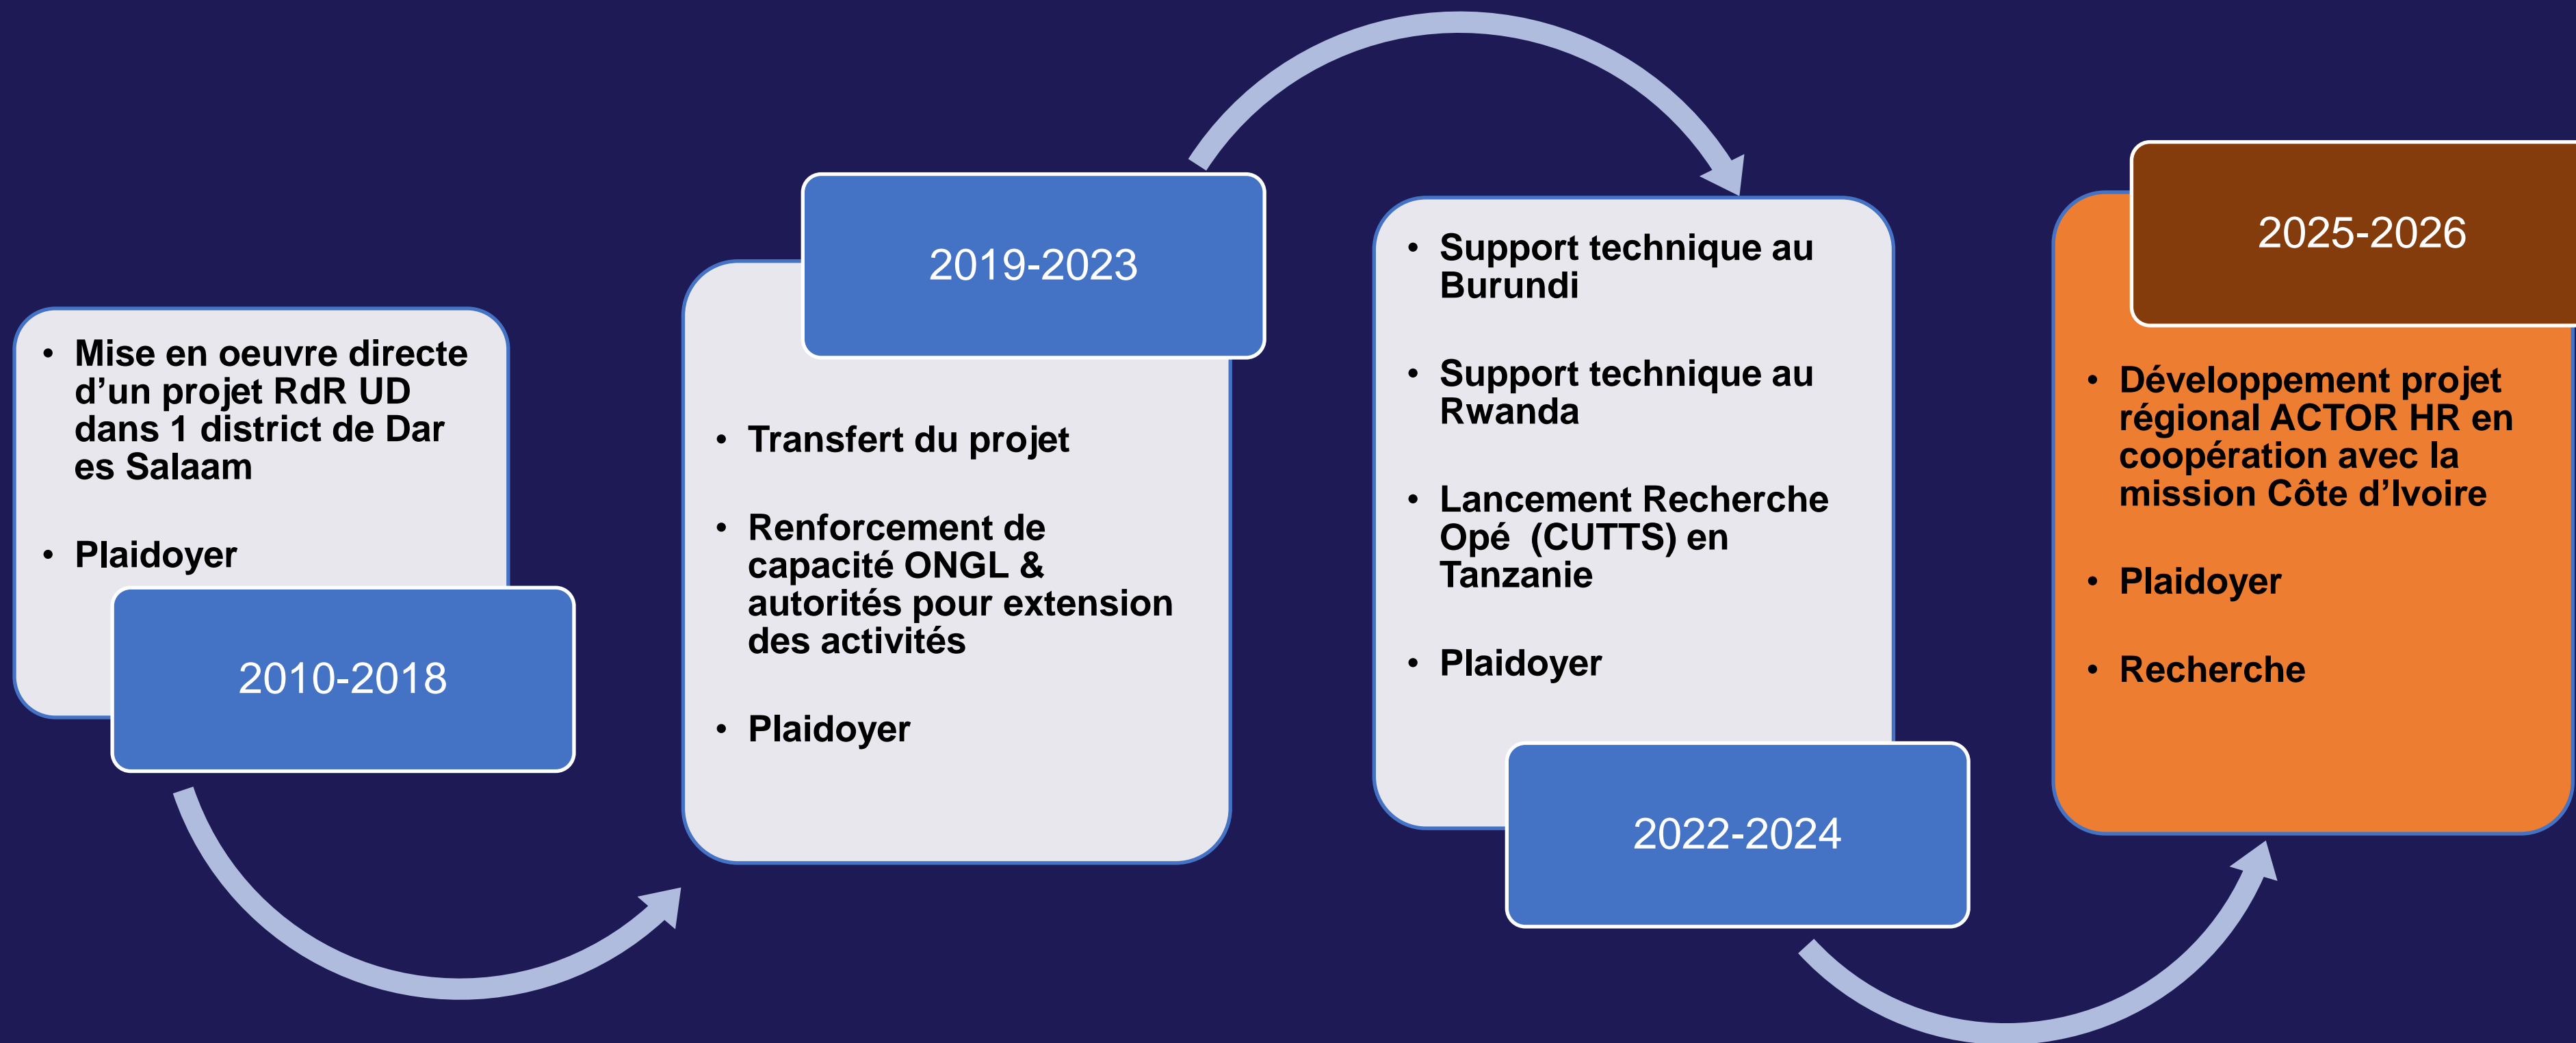 • Mise en oeuvre directe
d’un projet RdR UD
dans 1 district de Dar
es Salaam
• Plaidoyer
2010-2018
2019-2023
• Transfert du projet
• Renforcement de
capacité ONGL &
autorités pour extension
des activités
• Plaidoyer
• Support technique au
Burundi
• Support technique au
Rwanda
• Lancement Recherche
Opé  (CUTTS) en
Tanzanie
• Plaidoyer
2022-2024
2025-2026
• Développement projet
régional ACTOR HR en
coopération avec la
mission Côte d’Ivoire
• Plaidoyer
• Recherche